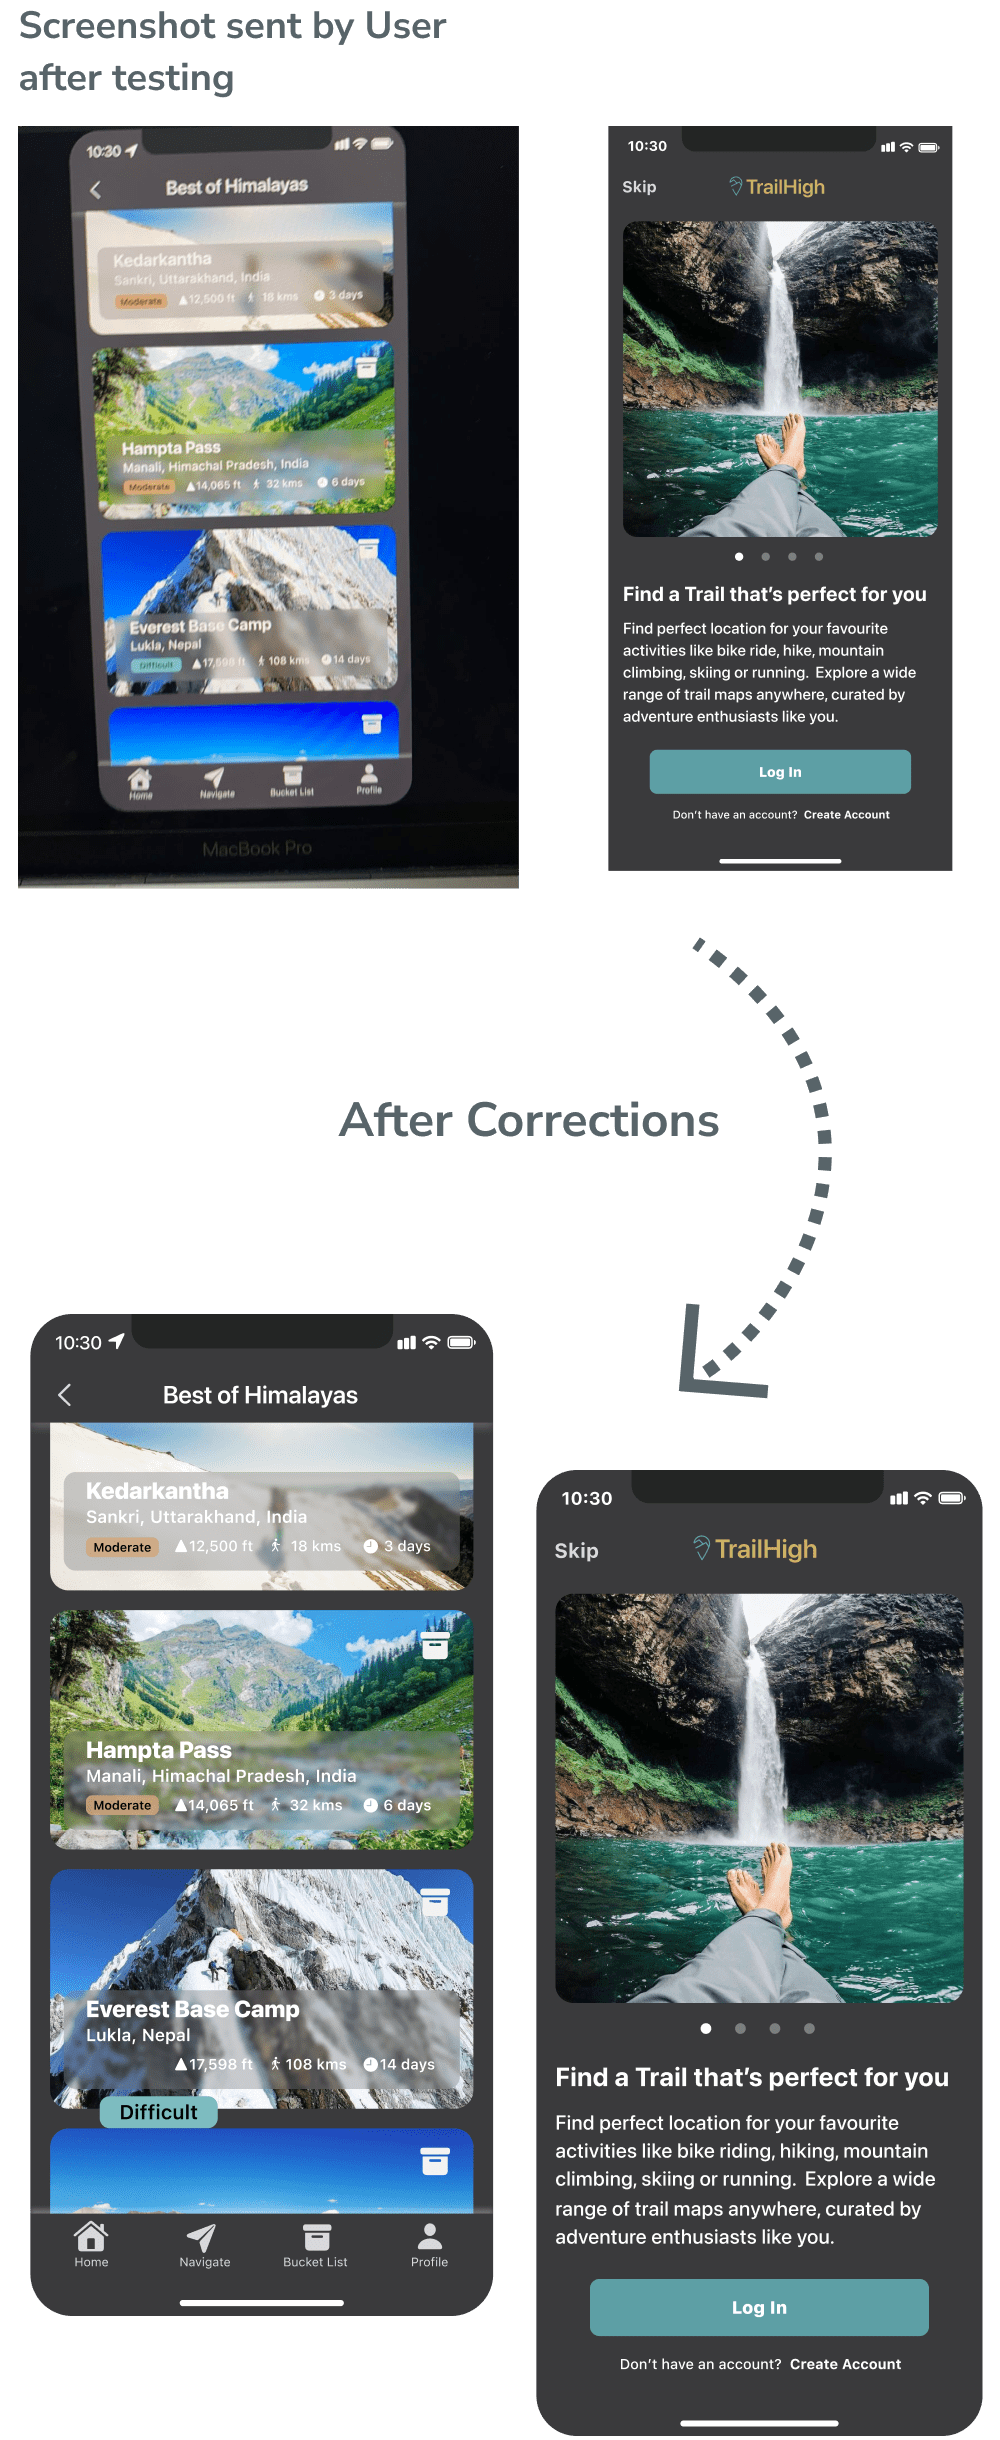 Screenshot sent by User
after testing
10:30
Best of Himalayas
Kedarkantha
Sankri, Uttarakhand, India
Moderate 12,500 ft 18 kms 3 days
Hampta Pass
Manali, Himachal Pradesh, India
Moderate 14,065 ft 32 kms 6 days
Everest Base Camp
Lukla, Nepal
Difficult 17,598 ft 108 kms 14 days
Home Navigate Bucket List Profile
MacBook Pro
10:30
Skip TrailHigh
Find a Trail that's perfect for you
Find perfect location for your favourite
activities like bike ride, hike, mountain
climbing, skiing or running. Explore a wide
range of trail maps anywhere, curated by
adventure enthusiasts like you.
Log In
Don't have an account? Create Account
After Corrections
10:30
Best of Himalayas
Kedarkantha
Sankri, Uttarakhand, India
Moderate 12,500 ft 18 kms 3 days
Hampta Pass
Manali, Himachal Pradesh, India
Moderate 14,065 ft 32 kms 6 days
Everest Base Camp
Lukla, Nepal
17,598 ft 108 kms 14 days
Difficult
Home Navigate Bucket List Profile
10:30
Skip TrailHigh
Find a Trail that's perfect for you
Find perfect location for your favourite
activities like bike riding, hiking, mountain
climbing, skiing or running. Explore a wide
range of trail maps anywhere, curated by
adventure enthusiasts like you.
Log In
Don't have an account? Create Account